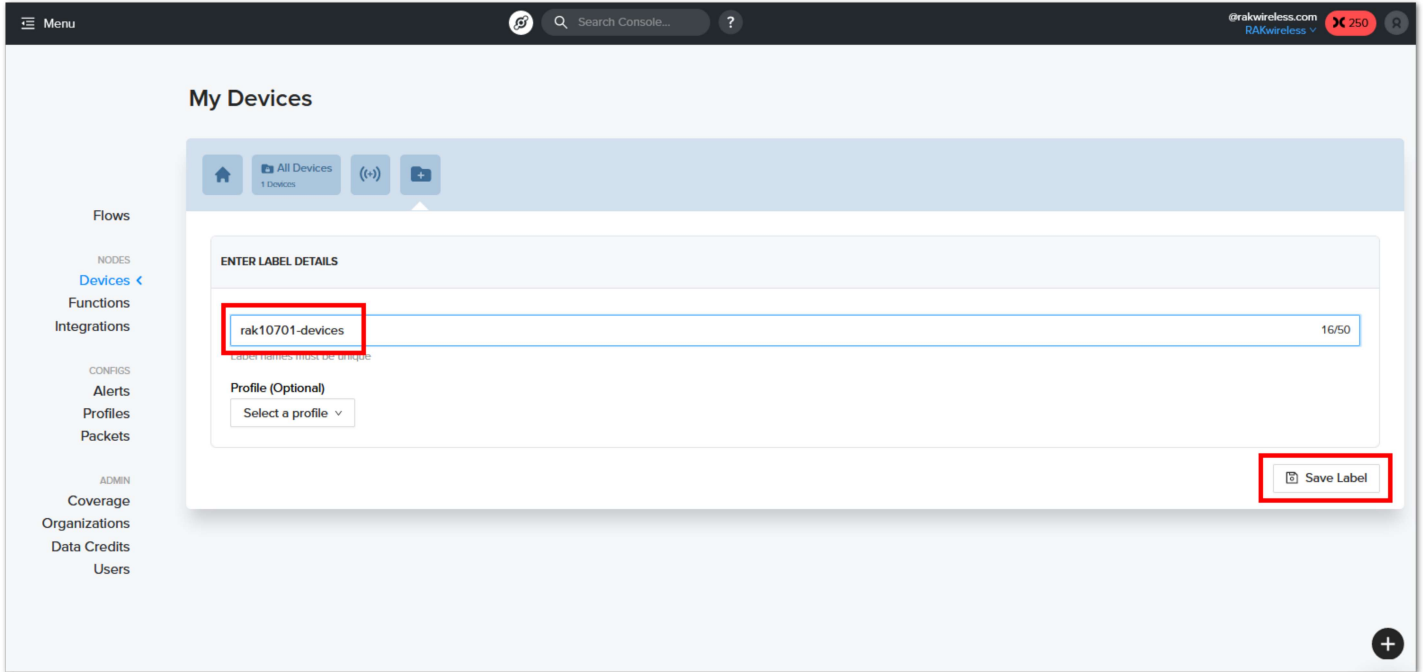 Menu
Search Console...
?
@rakwireless.com
RAKwireless
250
My Devices
All Devices
1 Devices
Flows
NODES
Devices
Functions
Integrations
CONFIGS
Alerts
Profiles
Packets
ADMIN
Coverage
Organizations
Data Credits
Users
ENTER LABEL DETAILS
rak10701-devices
16/50
Label names must be unique
Profile (Optional)
Select a profile
Save Label